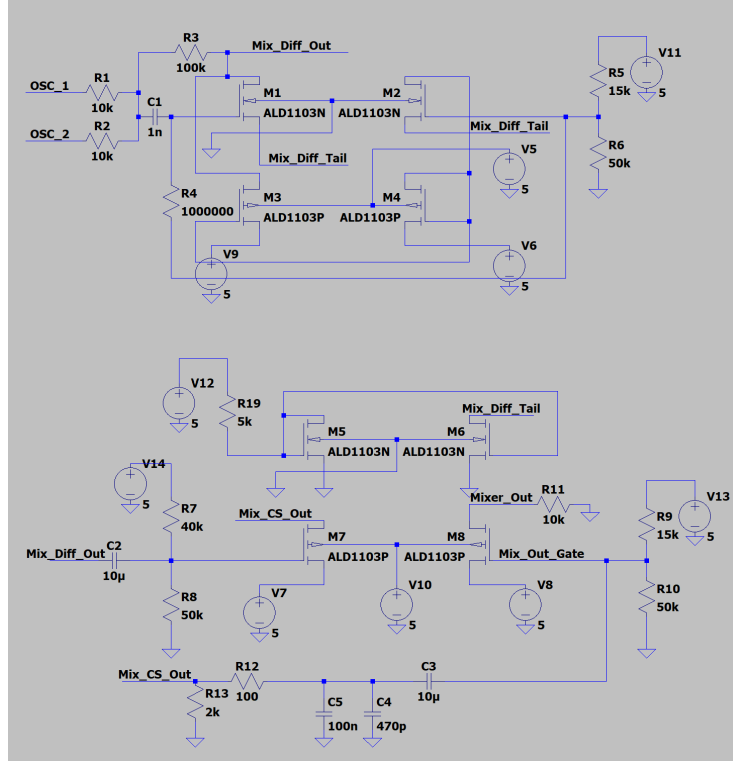 R3
Mix_Diff_Out
100k
V11
5
R5
15k
OSC_1
R1
10k
C1
1n
M1
ALD1103N
M2
ALD1103N
OSC_2
R2
10k
Mix_Diff_Tail
Mix_Diff_Tail
R6
50k
V5
5
R4
1000000
M3
ALD1103P
M4
ALD1103P
V9
5
V6
5
V12
5
R19
5k
Mix_Diff_Tail
M5
ALD1103N
M6
ALD1103N
V14
5
R7
40k
Mix_CS_Out
Mixer_Out
R11
10k
V13
5
R9
15k
Mix_Diff_Out
C2
10µ
M7
ALD1103P
M8
ALD1103P
Mix_Out_Gate
R8
50k
V7
5
V10
5
V8
5
R10
50k
Mix_CS_Out
R12
100
R13
2k
C5
100n
C4
470p
C3
10µ